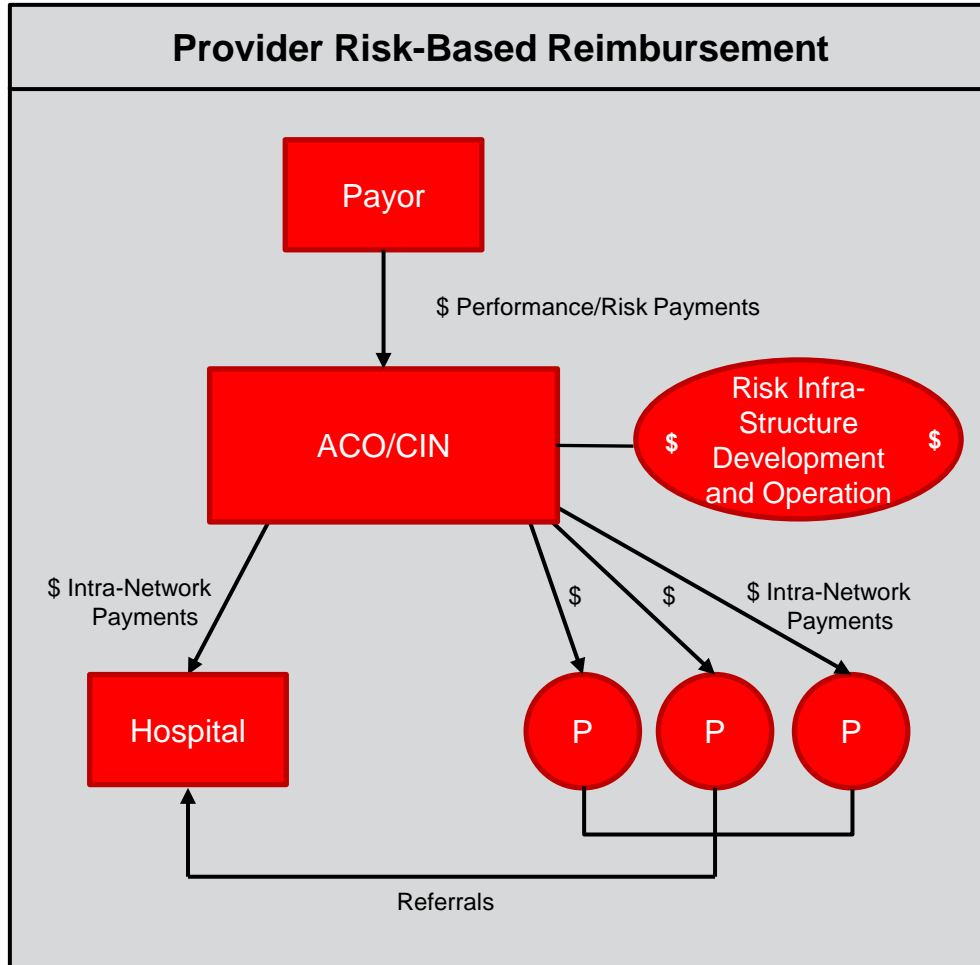 Provider Risk-Based Reimbursement
Payor
$ Performance/Risk Payments
ACO/CIN
Risk Infra-
Structure
$ Development $
and Operation
$ Intra-Network
Payments
$
$
$ Intra-Network
Payments
Hospital
P
P
P
Referrals